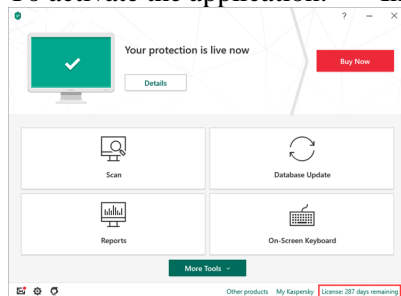 To activate the application:
?
Your protection is live now
Buy Now
Details
Scan
Database Update
Reports
On-Screen Keyboard
More Tools
Other products My Kaspersky License: 287 days remaining